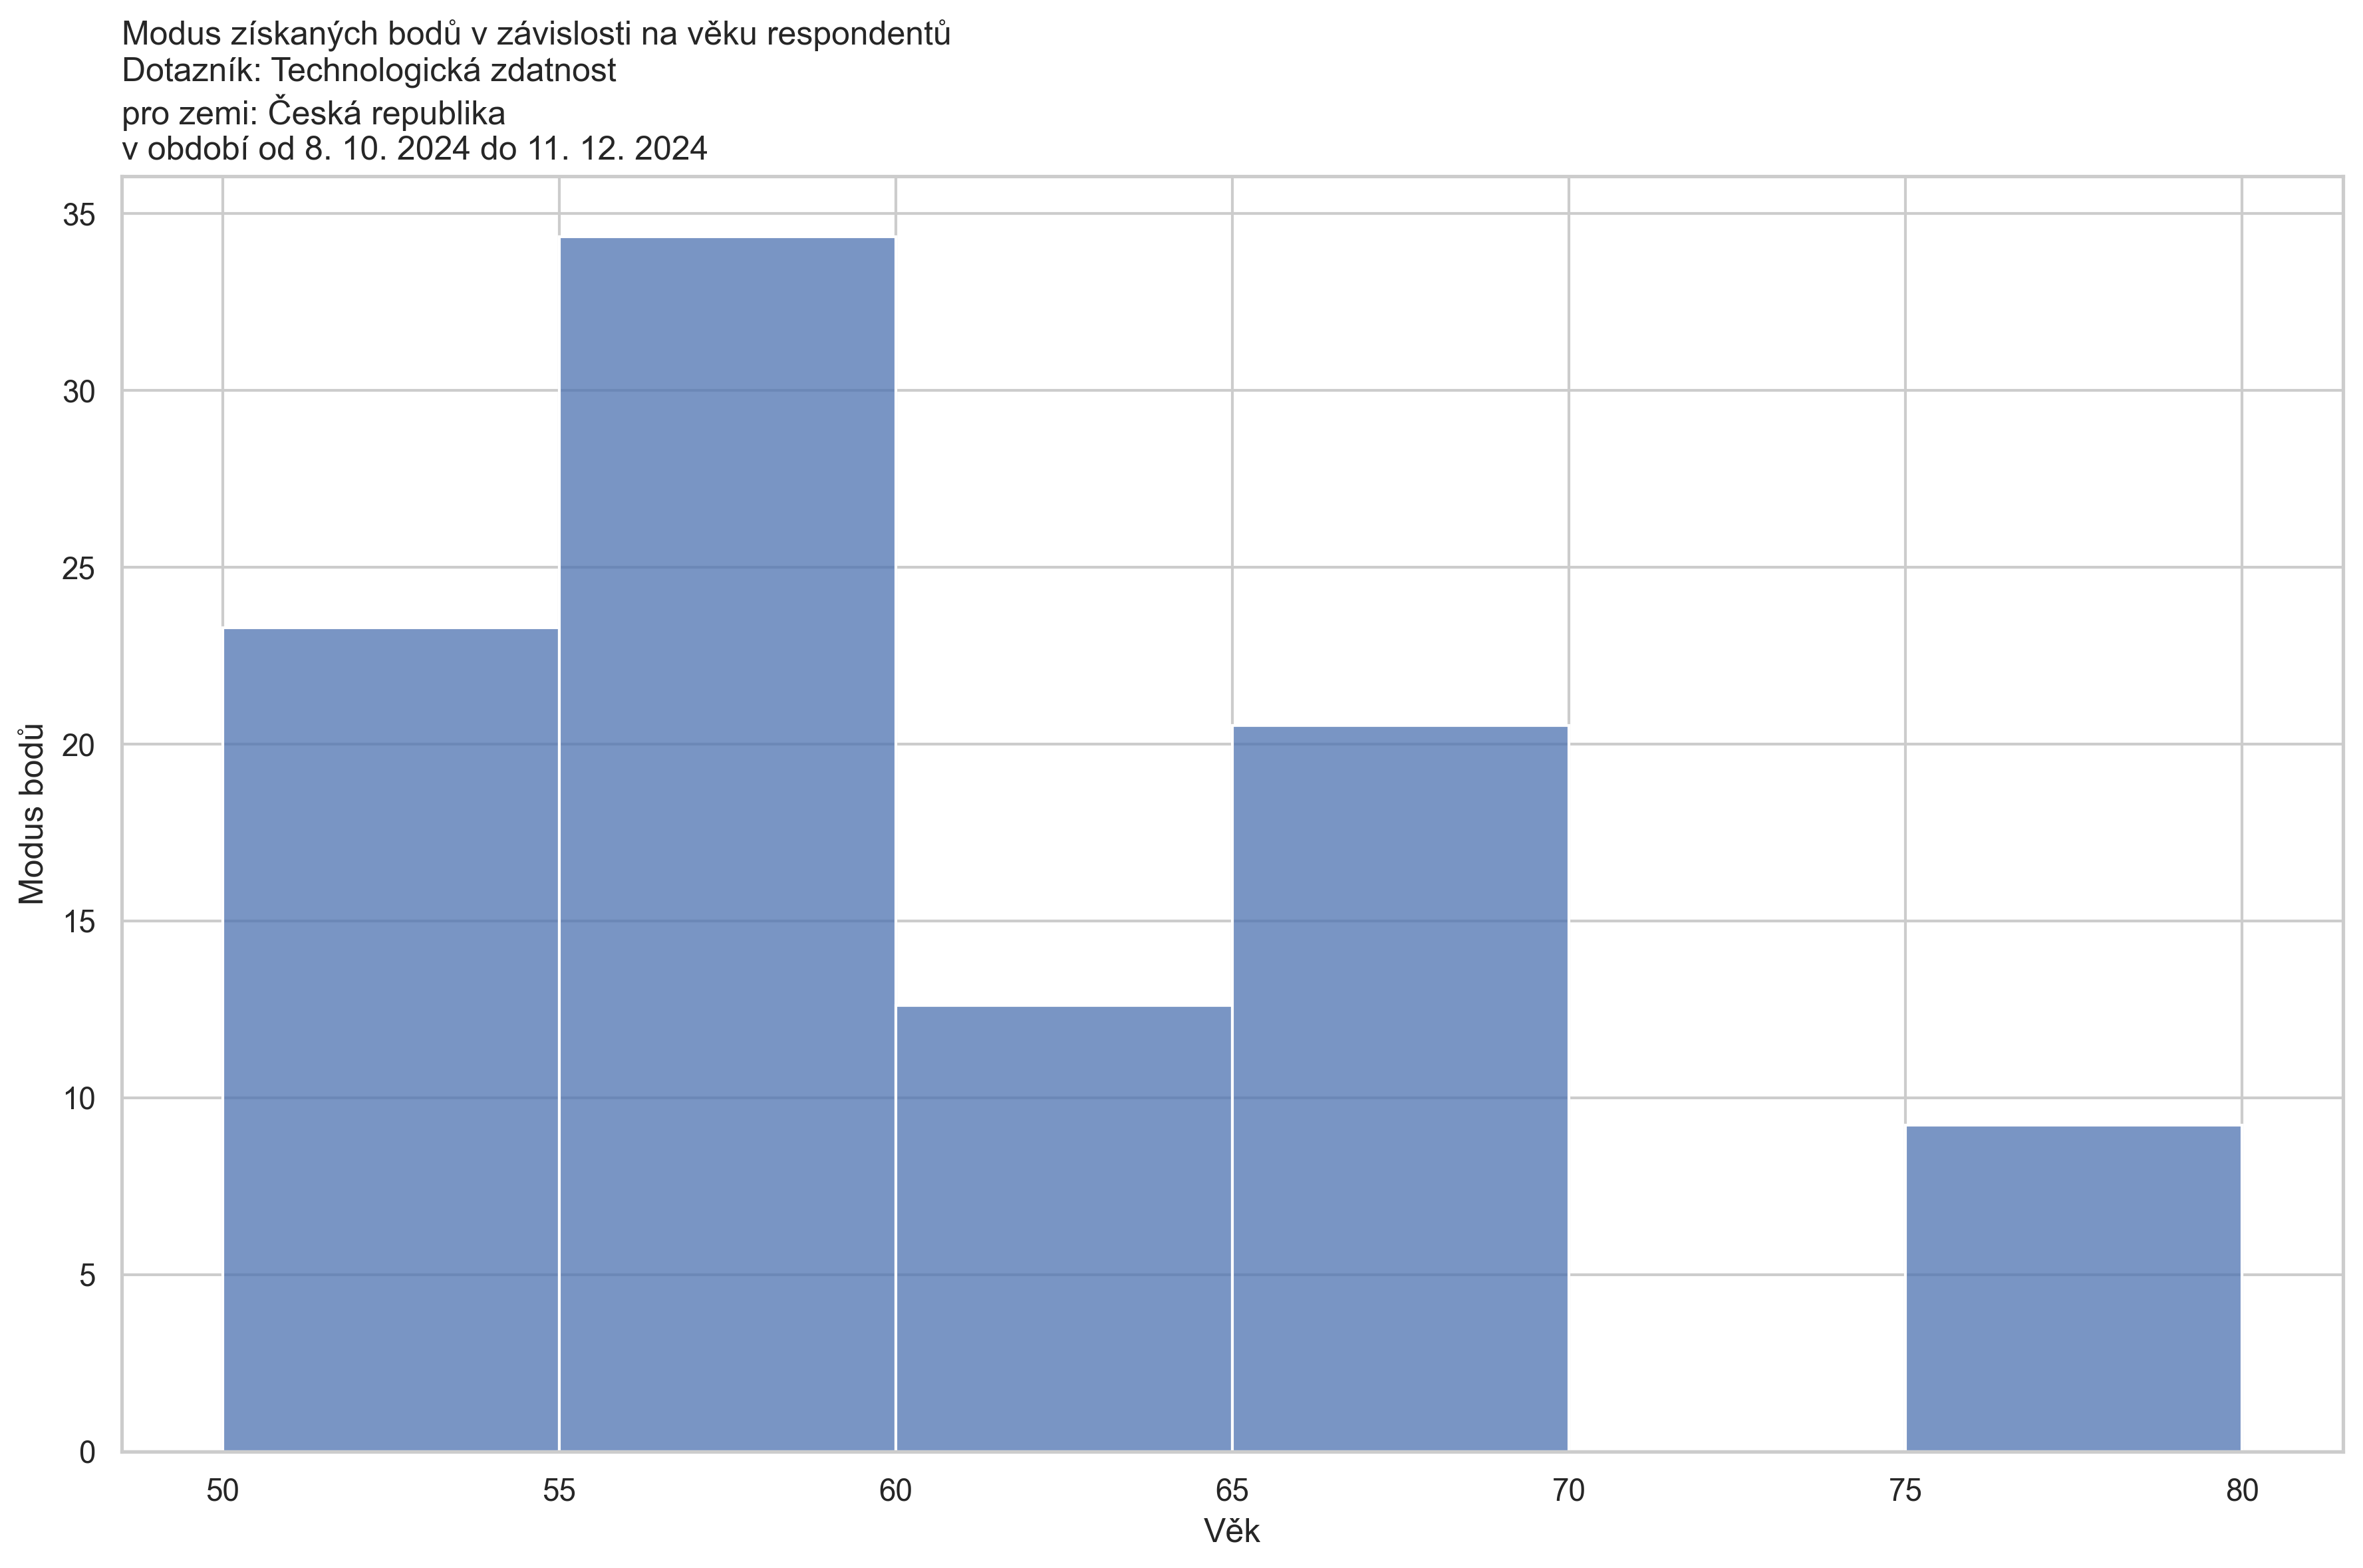 Modus získaných bodů v závislosti na věku respondentů
Dotazník: Technologická zdatnost
pro zemi: Česká republika
v období od 8. 10. 2024 do 11. 12. 2024
35
30
25
20
15
10
5
0
Modus bodů
50 55 60 65 70 75 80
Věk